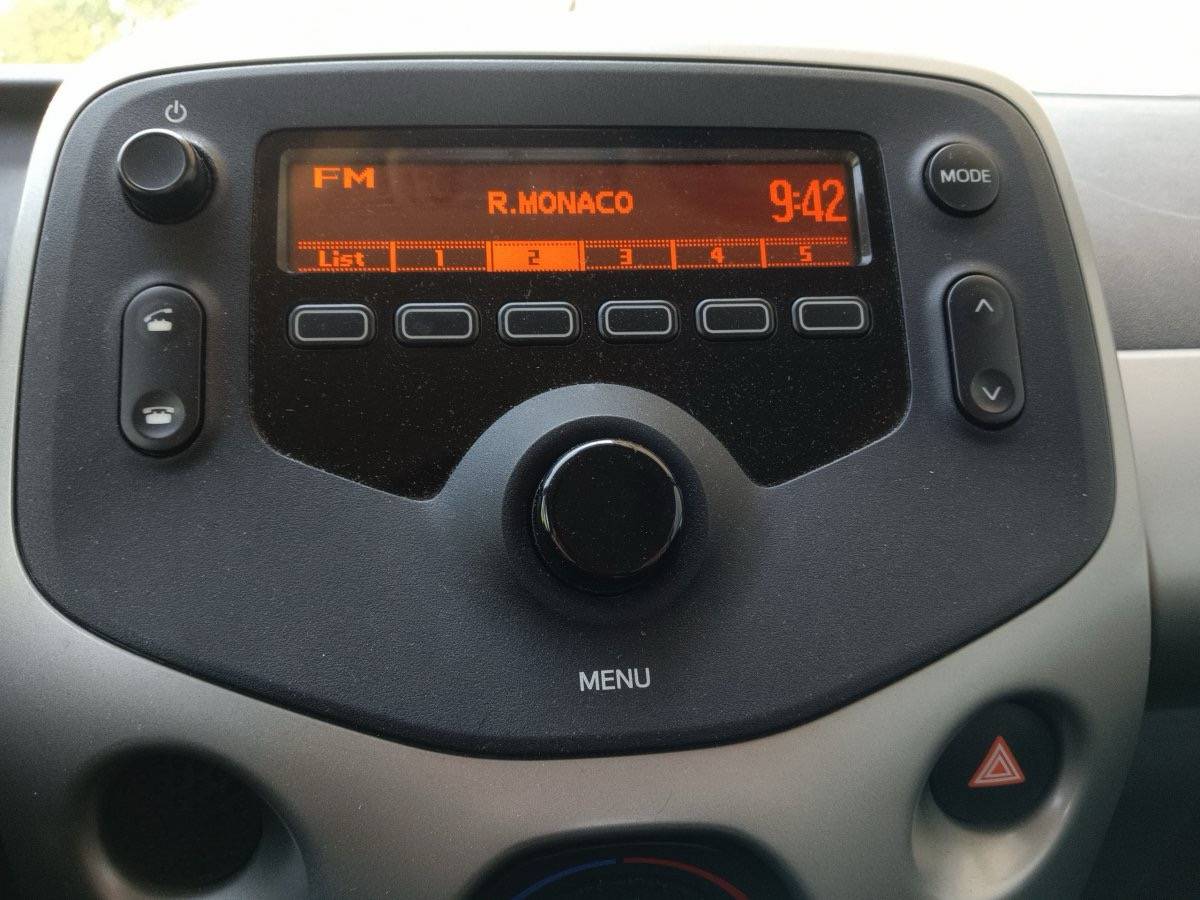 FM
R.MONACO
9:42
List 1 2 3 4 5
MODE
MENU